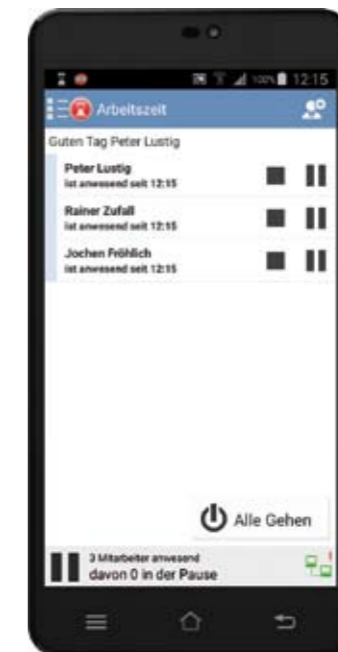 100% 12:15
Arbeitszeit
Guten Tag Peter Lustig
Peter Lustig
ist anwesend seit 12:15
Rainer Zufall
ist anwesend seit 12:15
Jochen Fröhlich
ist anwesend seit 12:15
Alle Gehen
3 Mitarbeiter anwesend
davon 0 in der Pause